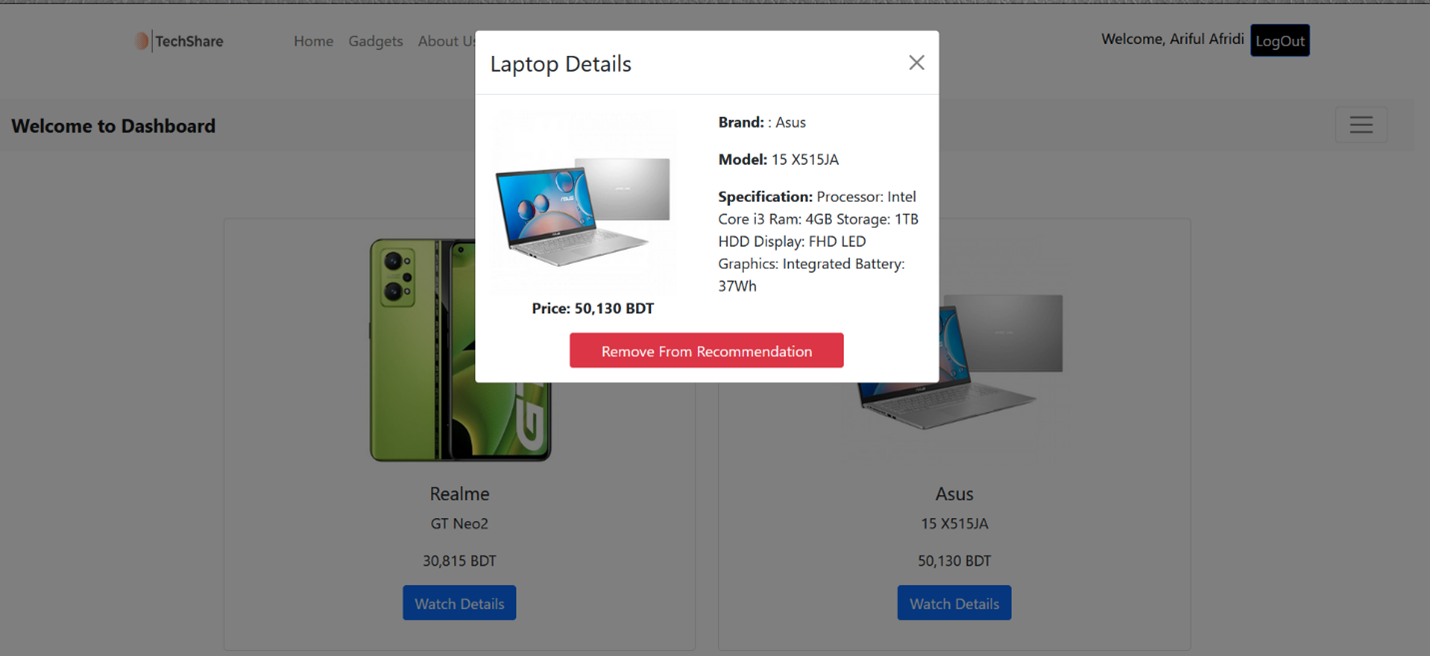 TechShare
Home Gadgets About Us
Welcome, Ariful Afridi LogOut
Laptop Details
Welcome to Dashboard
Brand: : Asus
Model: 15 X515JA
Specification: Processor: Intel
Core i3 Ram: 4GB Storage: 1TB
HDD Display: FHD LED
Graphics: Integrated Battery:
37Wh
Price: 50,130 BDT
Remove From Recommendation
Realme
GT Neo2
30,815 BDT
Watch Details
Asus
15 X515JA
50,130 BDT
Watch Details